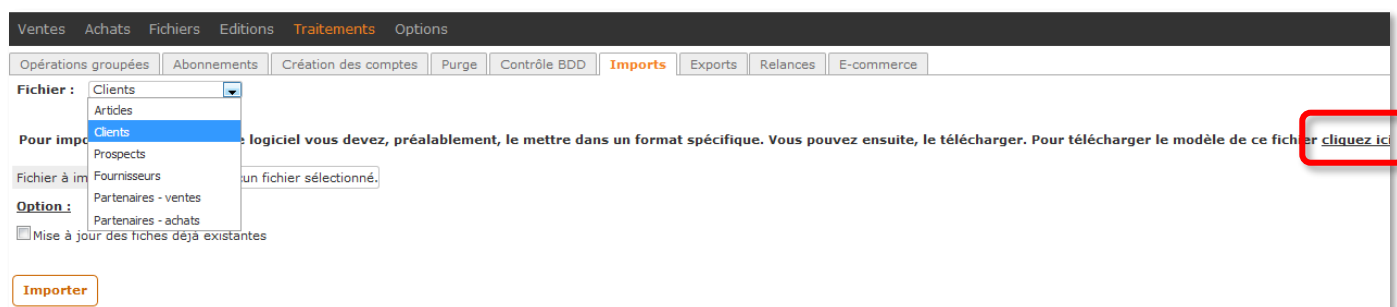 Ventes Achats Fichiers Editions Traitements Options
Opérations groupées Abonnements Création des comptes Purge Contrôle BDD Imports Exports Relances E-commerce
Fichier : Clients
Articles
Clients
Prospects
Fournisseurs
Partenaires - ventes
Partenaires - achats
Pour impo logiciel vous devez, préalablement, le mettre dans un format spécifique. Vous pouvez ensuite, le télécharger. Pour télécharger le modèle de ce fichier cliquez ici
Fichier à im cun fichier sélectionné.
Option :
Mise à jour des fiches déjà existantes
Importer